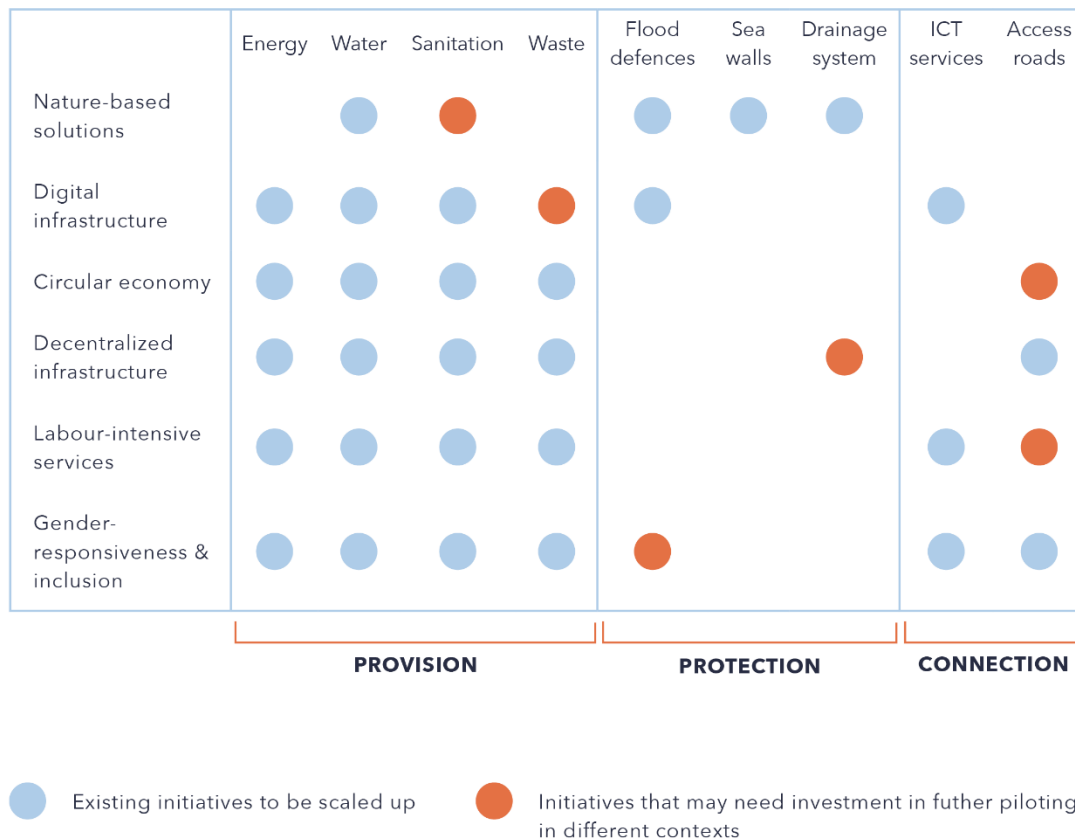 Energy Water Sanitation Waste Flood defences Sea walls Drainage system ICT services Access roads
Nature-based
solutions
Digital
infrastructure
Circular economy
Decentralized
infrastructure
Labour-intensive
services
Gender-
responsiveness &
inclusion
PROVISION PROTECTION CONNECTION
Existing initiatives to be scaled up
Initiatives that may need investment in futher piloting
in different contexts